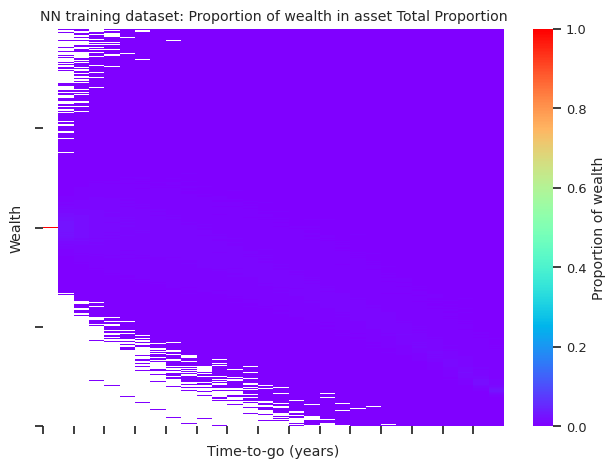 NN training dataset: Proportion of wealth in asset Total Proportion
Wealth
Time-to-go (years)
1.0
0.8
0.6
0.4
0.2
0.0
Proportion of wealth